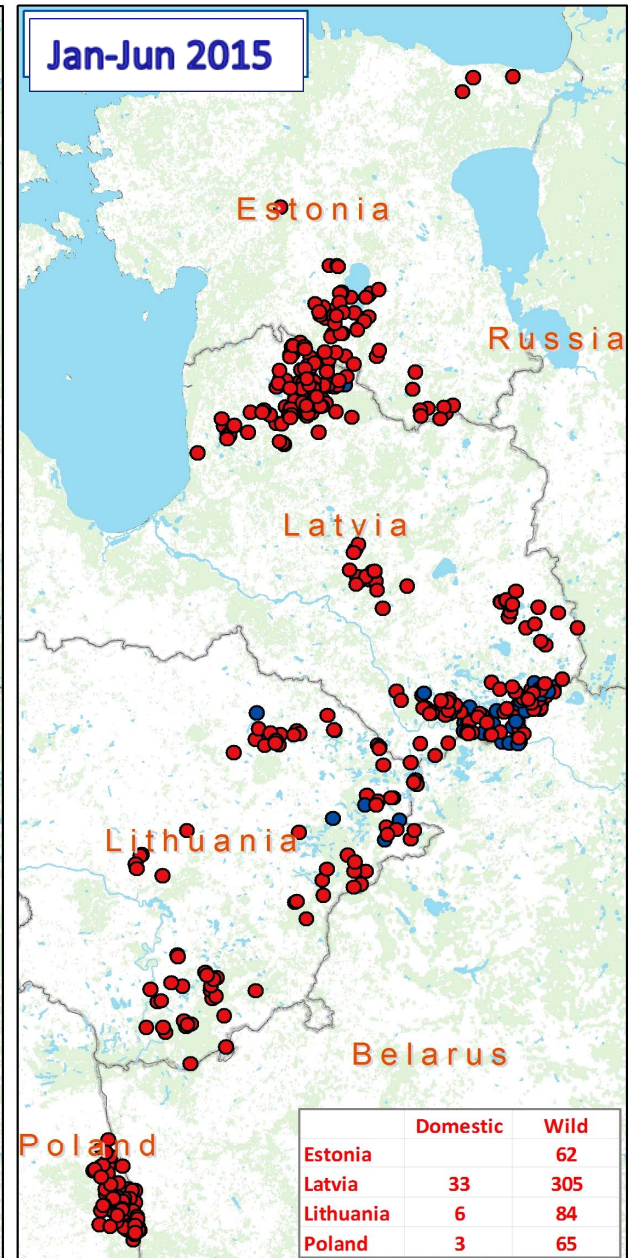 Jan-Jun 2015
Estonia
Russia
Latvia
Lithuania
Belarus
Poland
Domestic Wild
Estonia 62
Latvia 33 305
Lithuania 6 84
Poland 3 65